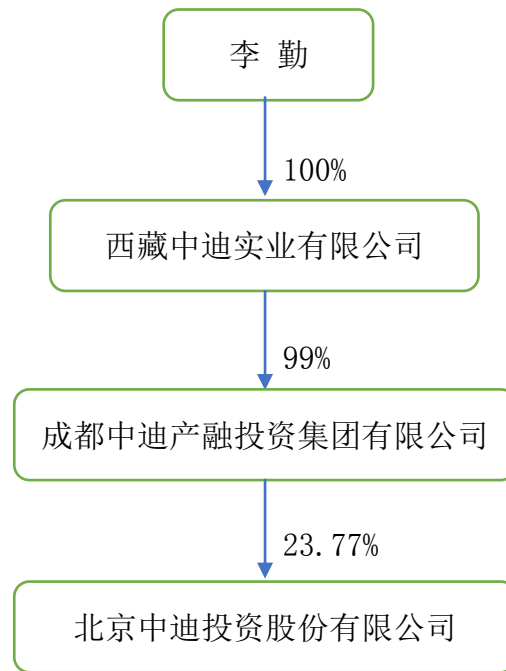 李 勤
100%
西藏中迪实业有限公司
99%
成都中迪产融投资集团有限公司
23.77%
北京中迪投资股份有限公司